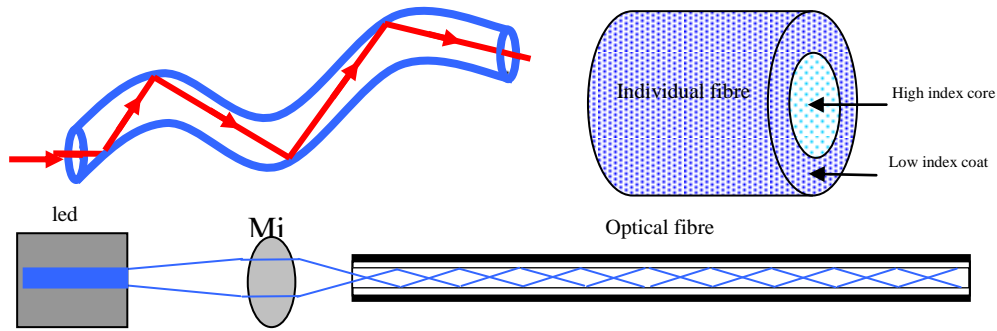 Individual fibre
High index core
Low index coat
led
Mi
Optical fibre